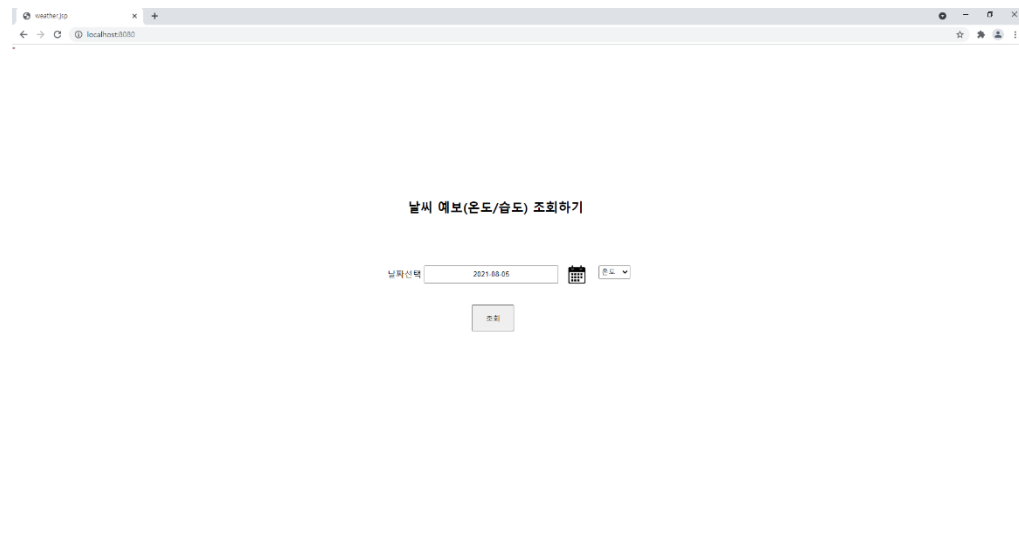 weather.jsp
localhost:8080
날씨 예보(온도/습도) 조회하기
날짜선택 2021-08-05 온도
조회